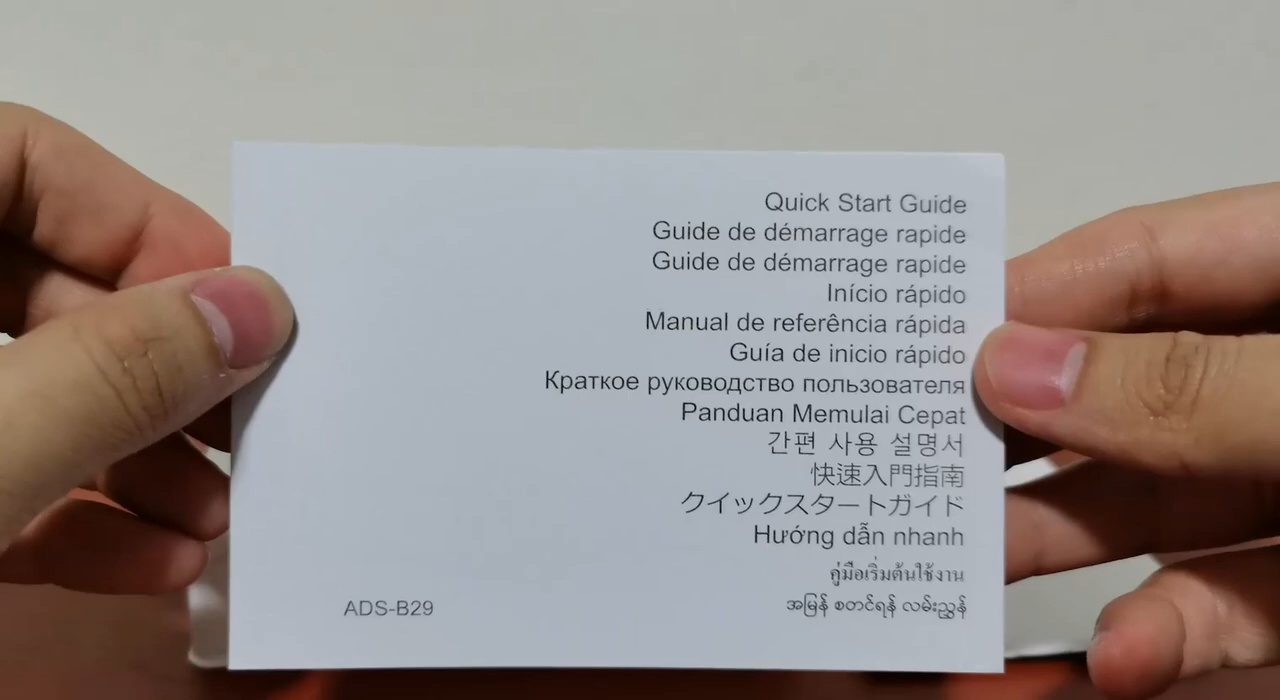 Quick Start Guide
Guide de démarrage rapide
Guide de démarrage rapide
Início rápido
Manual de referência rápida
Guía de inicio rápido
Краткое руководство пользователя
Panduan Memulai Cepat
간편 사용 설명서
快速入門指南
クイックスタートガイド
Hướng dẫn nhanh
คู่มือเริ่มต้นใช้งาน
အမြန် စတင်ရန် လမ်းညွှန်
ADS-B29